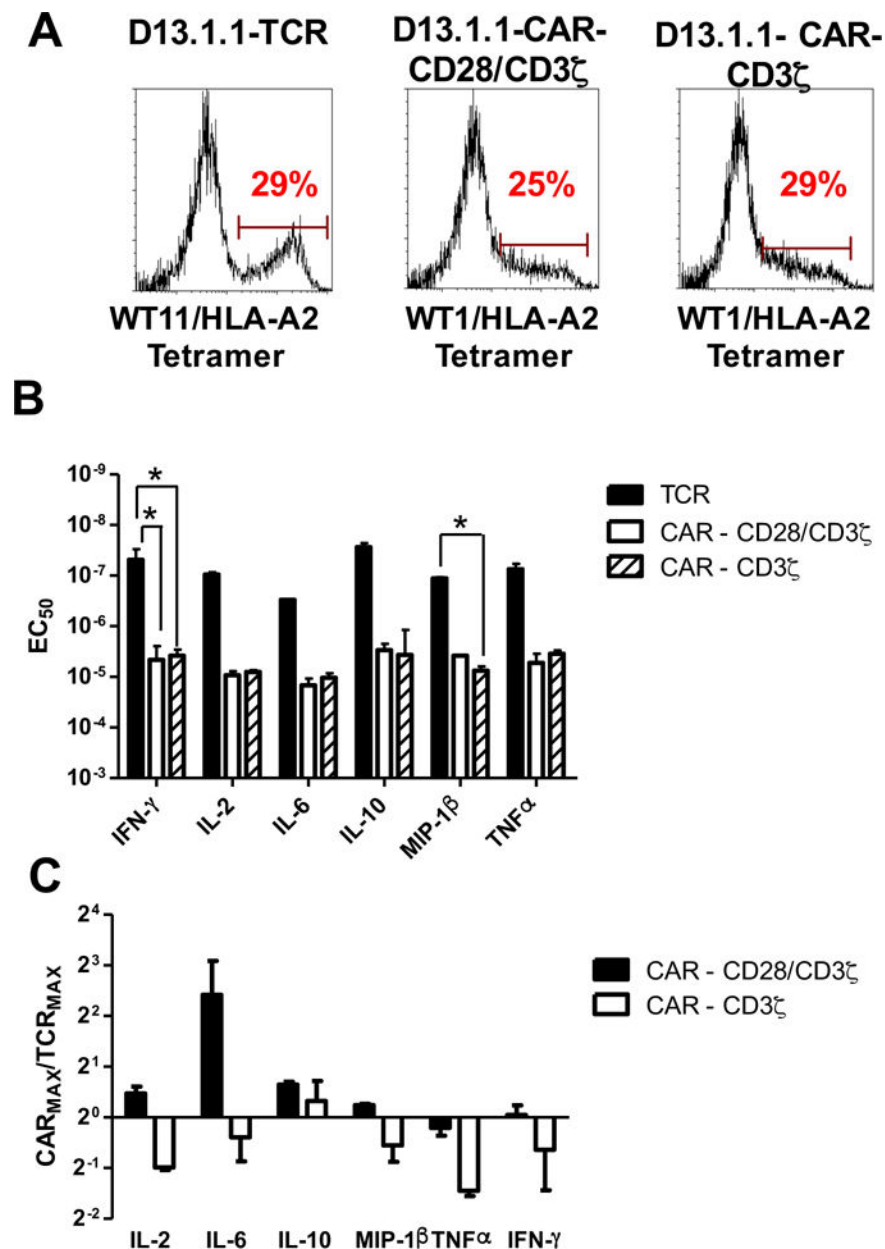 A
D13.1.1-TCR
D13.1.1-CAR-
CD28/CD3ζ
D13.1.1- CAR-
CD3ζ
29%
25%
29%
WT11/HLA-A2
Tetramer
WT1/HLA-A2
Tetramer
WT1/HLA-A2
Tetramer
B
EC50
10-9
10-8
10-7
10-6
10-5
10-4
10-3
*
*
*
TCR
CAR - CD28/CD3ζ
CAR - CD3ζ
IFN-γ
IL-2
IL-6
IL-10
MIP-1β
TNFα
C
CARMAX/TCRMAX
24
23
22
21
20
2-1
2-2
CAR - CD28/CD3ζ
CAR - CD3ζ
IL-2
IL-6
IL-10
MIP-1β
TNFα
IFN-γ